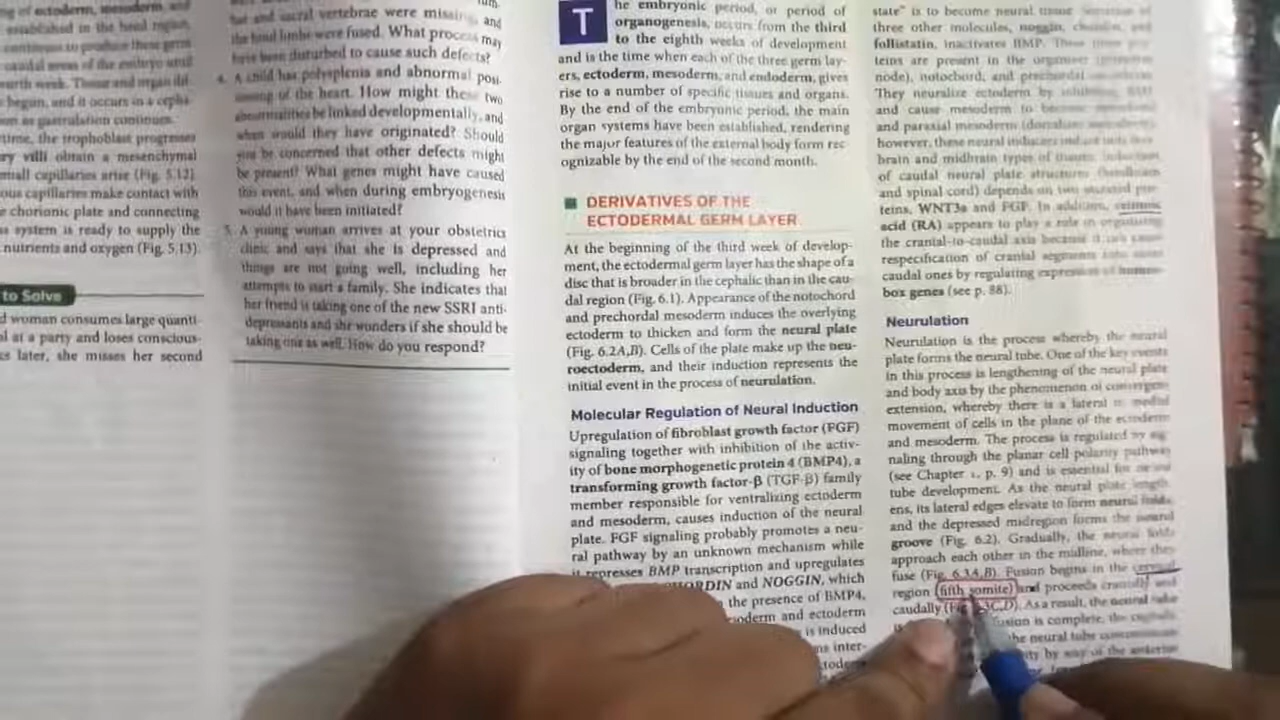 ng of ectoderm, mesoderm, and
established in the head region,
continues to produce these germ
caudal areas of the embryo until
fourth week. Tissue and organ dif
begun, and it occurs in a cepha
as gastrulation continues.
time, the trophoblast progresses
ry villi obtain a mesenchymal
small capillaries arise (Fig. 5.12).
ous capillaries make contact with
e chorionic plate and connecting
us system is ready to supply the
nutrients and oxygen (Fig. 5.13).
to Solve
d woman consumes large quanti-
ol at a party and loses conscious-
ks later, she misses her second
and sacral vertebrae were missing, and
the hind limbs were fused. What process may
have been disturbed to cause such defects?
4. A child has polysplenia and abnormal posi
tioning of the heart. How might these two
abnormalities be linked developmentally, and
when would they have originated? Should
you be concerned that other defects might
be present? What genes might have caused
this event, and when during embryogenesis
would it have been initiated?
5. A young woman arrives at your obstetrics
clinic and says that she is depressed and
things are not going well, including her
attempts to start a family. She indicates that
her friend is taking one of the new SSRI anti-
depressants and she wonders if she should be
taking one as well. How do you respond?
The embryonic period, or period of
organogenesis, occurs from the third
to the eighth weeks of development
and is the time when each of the three germ lay-
ers, ectoderm, mesoderm, and endoderm, gives
rise to a number of specific tissues and organs.
By the end of the embryonic period, the main
organ systems have been established, rendering
the major features of the external body form rec
ognizable by the end of the second month.
DERIVATIVES OF THE
ECTODERMAL GERM LAYER
At the beginning of the third week of develop-
ment, the ectodermal germ layer has the shape of a
disc that is broader in the cephalic than in the cau-
dal region (Fig. 6.1). Appearance of the notochord
and prechordal mesoderm induces the overlying
ectoderm to thicken and form the neural plate
(Fig. 6.2A,B). Cells of the plate make up the neu-
roectoderm, and their induction represents the
initial event in the process of neurulation.
Molecular Regulation of Neural Induction
Upregulation of fibroblast growth factor (FGF)
signaling together with inhibition of the activ-
ity of bone morphogenetic protein 4 (BMP4), a
transforming growth factor-β (TGF-β) family
member responsible for ventralizing ectoderm
and mesoderm, causes induction of the neural
plate. FGF signaling probably promotes a neu-
ral pathway by an unknown mechanism while
it represses BMP transcription and upregulates
ORDIN and NOGGIN, which
the presence of BMP4,
oderm and ectoderm
is induced
ns inter-
ctoderm
state" is to become neural tissue
three other molecules, noggin, chordin, and
follistatin, inactivates BMP. These three pro-
teins are present in the organizer (primitive
node), notochord, and prechordal mesoderm.
They neuralize ectoderm by inhibiting BMP
and cause mesoderm to become notochord
and paraxial mesoderm (dorsalizes mesoderm);
however, these neural inducers induce only fore-
brain and midbrain types of tissues. Induction
of caudal neural plate structures (hindbrain
and spinal cord) depends on two secreted pro-
teins, WNT3a and FGF. In addition, retinoic
acid (RA) appears to play a role in organizing
the cranial-to-caudal axis because it can cause
respecification of cranial segments into more
caudal ones by regulating expression of homeo-
box genes (see p. 88).
Neurulation
Neurulation is the process whereby the neural
plate forms the neural tube. One of the key events
in this process is lengthening of the neural plate
and body axis by the phenomenon of convergent
extension, whereby there is a lateral to medial
movement of cells in the plane of the ectoderm
and mesoderm. The process is regulated by sig
naling through the planar cell polarity pathway
(see Chapter 1, p. 9) and is essential for neural
tube development. As the neural plate length
ens, its lateral edges elevate to form neural folds,
and the depressed midregion forms the neural
groove (Fig. 6.2). Gradually, the neural folds
approach each other in the midline, where they
fuse (Fig. 6.3A,B). Fusion begins in the cervical
region (fifth somite) and proceeds cranially and
caudally (Fig 3C,D). As a result, the neural tube
fusion is complete, the cephalic
the neural tube communicate
ity by way of the anterior